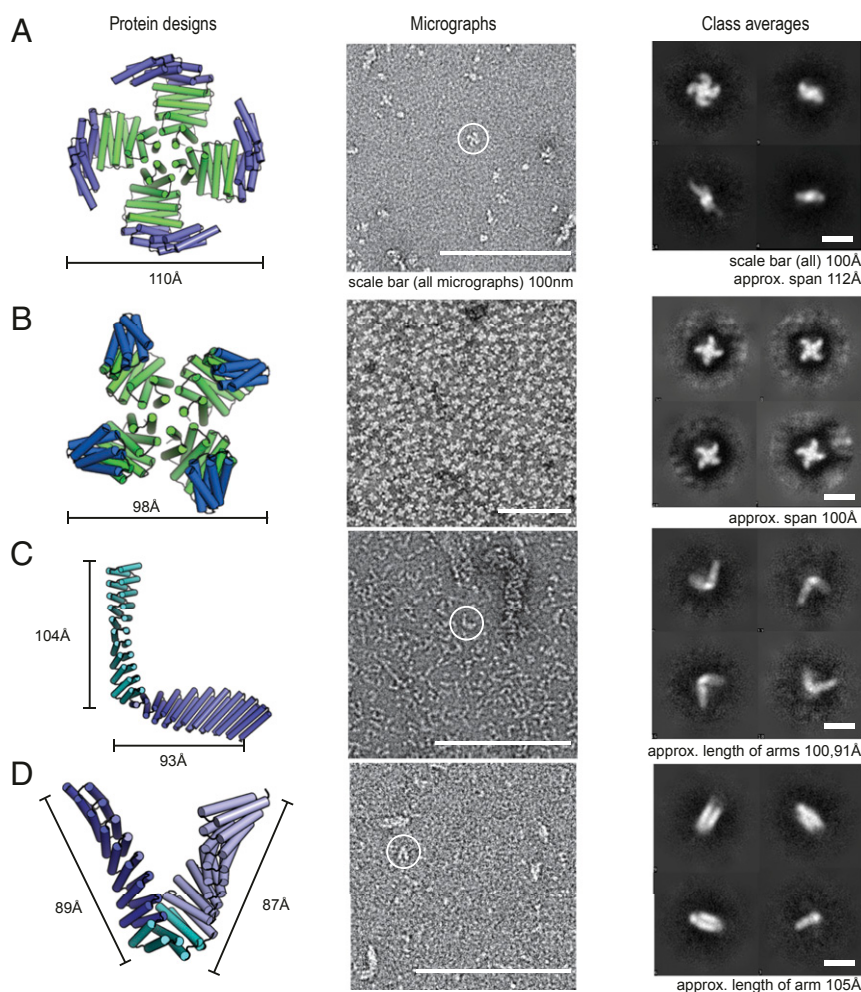 Protein designs
Micrographs
Class averages
A
110Å
scale bar (all micrographs) 100nm
scale bar (all) 100Å
approx. span 112Å
B
98Å
approx. span 100Å
C
104Å
93Å
approx. length of arms 100,91Å
D
89Å
87Å
approx. length of arm 105Å